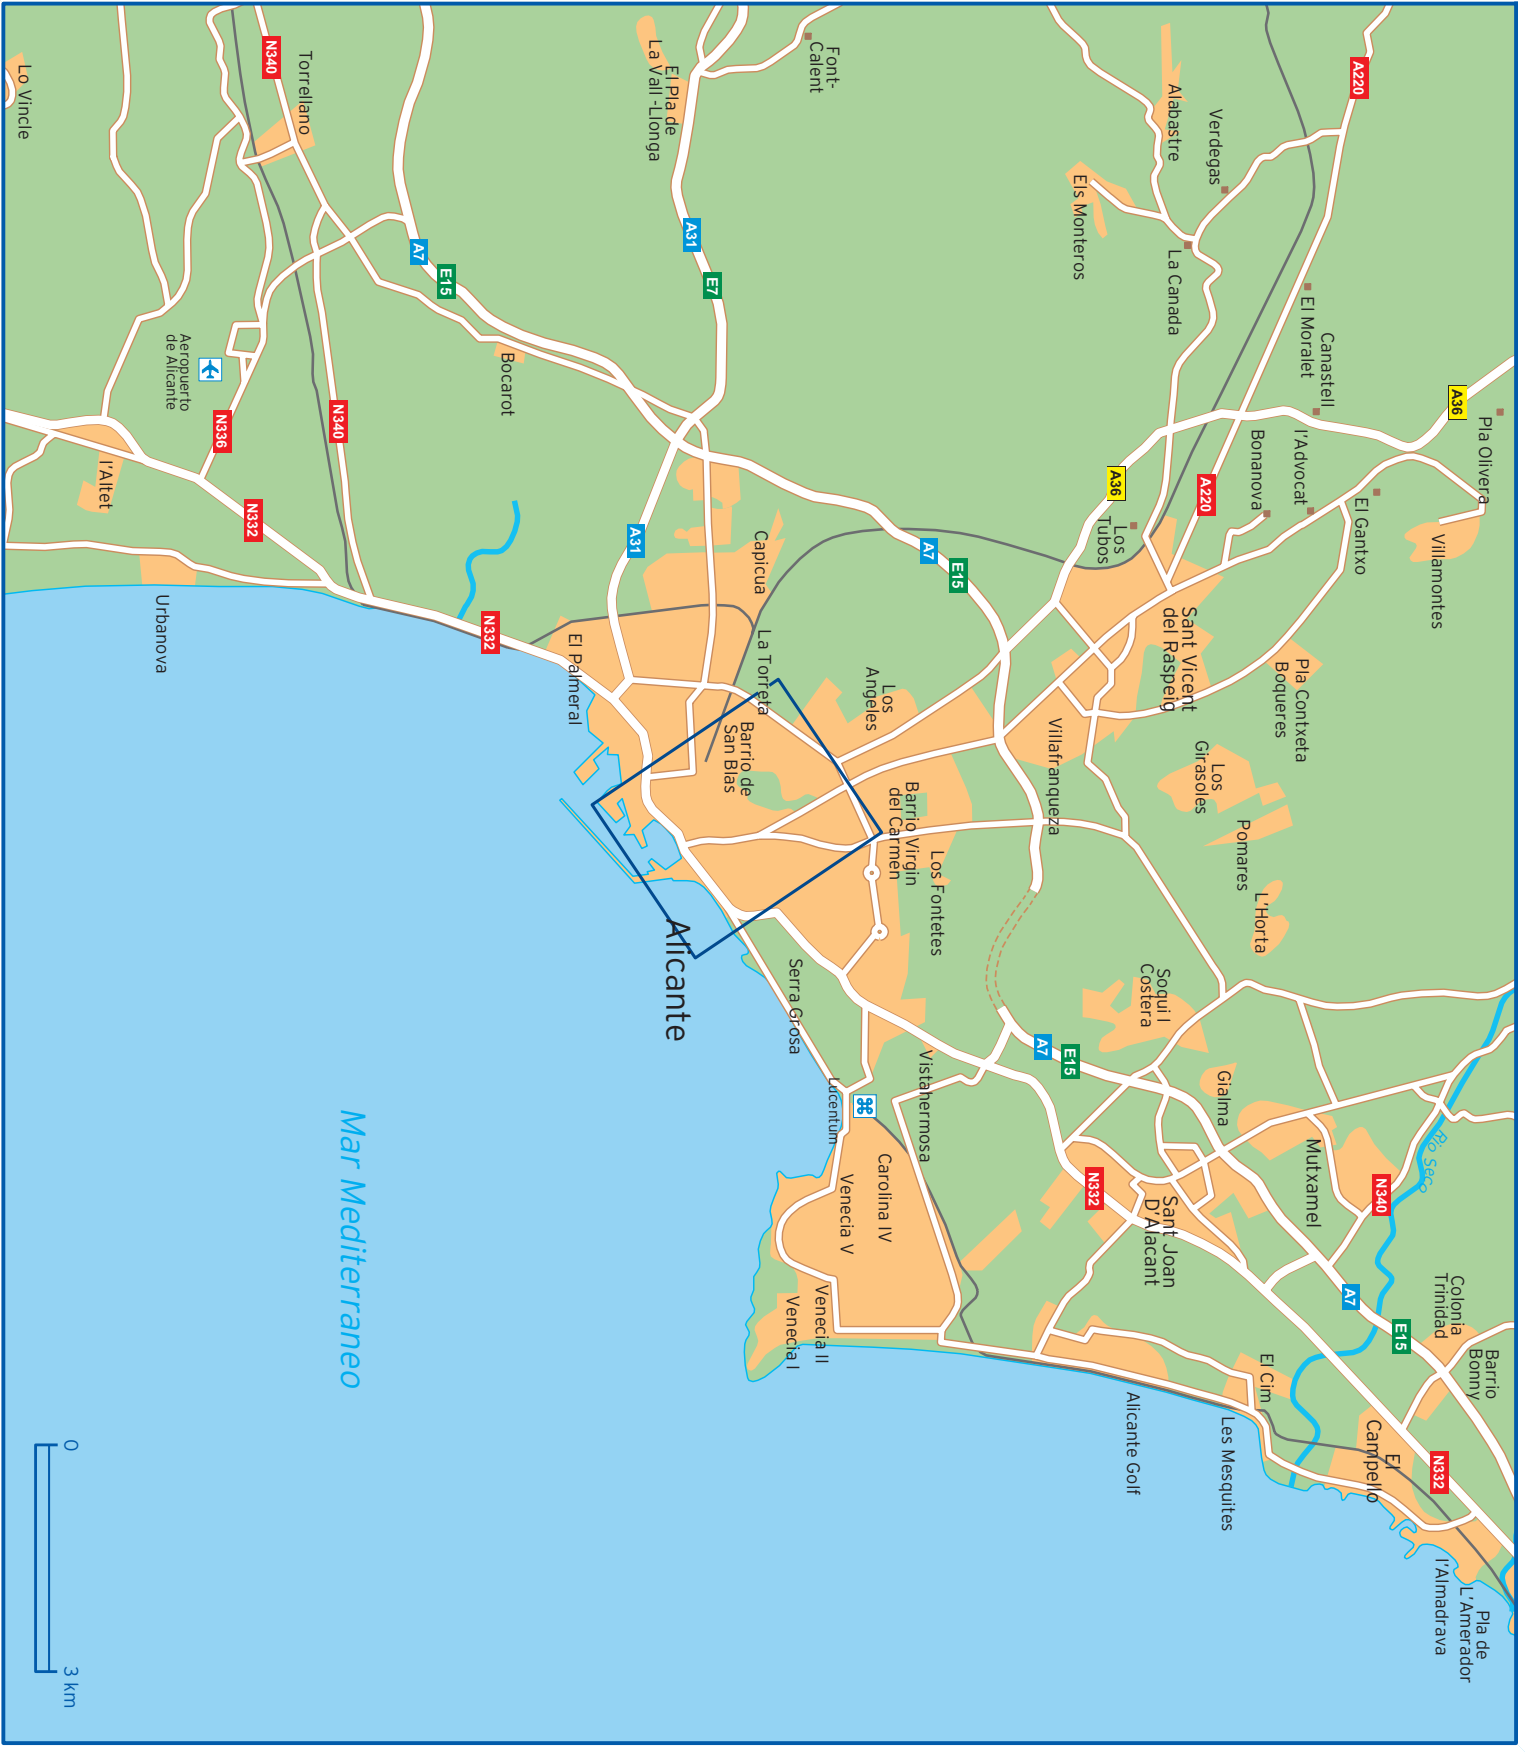 A220
Pla Olivera
A36
Villamontes
El Gantxo
Canastell
l'Advocat
El Moralet
Bonanova
A220
Verdegas
Alabastre
La Canada
Els Monteros
A36
Los
Tubos
Font-
Calent
El Pla de
La Vall -Llonga
A31
E7
A7
E15
N340
Torrellano
Lo Vincle
Bocarot
Aeropuerto
de Alicante
N336
N340
l'Altet
N332
Urbanova
N332
A31
Capicua
A7
E15
El Palmeral
La Torreta
Los
Angeles
Sant Vicent
del Raspeig
Pla Contxeta
Boqueres
Villafranqueza
Los
Girasoles
Pomares
L'Horta
Barrio de
San Blas
Barrio Virgin
del Carmen
Los Fontetes
Alicante
Serra Grosa
Lucentum
Vistahermosa
Soqui I
Costera
A7
E15
Gialma
Mutxamel
Rio Seco
N340
N332
Sant Joan
D'Alacant
Carolina IV
Venecia V
Venecia II
Venecia I
A7
E15
Colonia
Trinidad
Barrio
Bonny
El Cim
El
Campello
N332
Alicante Golf
Les Mesquites
Pla de
L'Amerador
l'Almadrava
Mar Mediterraneo
0
3 km